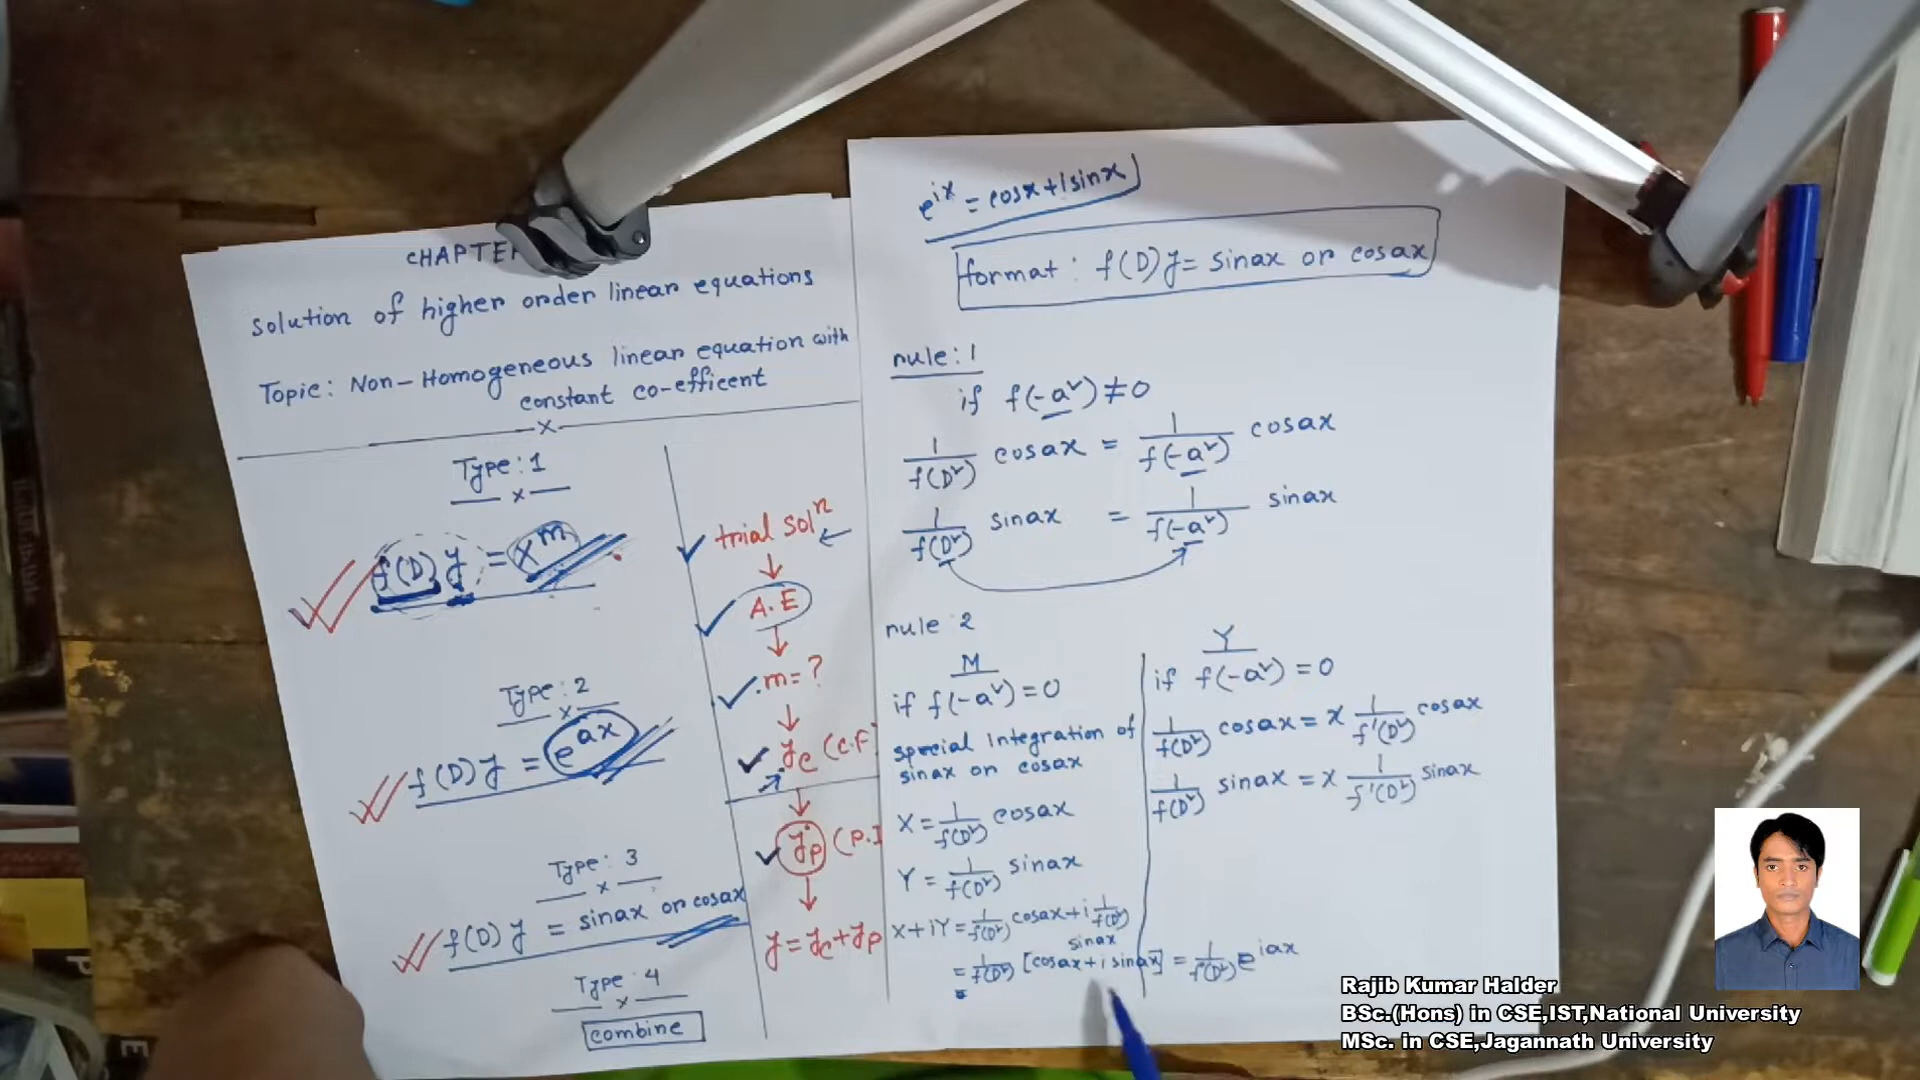 CHAPTER
solution of higher order linear equations
Topic: Non-Homogeneous linear equation with
constant co-efficent
x
Type: 1
x
f(D) y = x^m
Type: 2
x
f(D) y = e^ax
Type: 3
x
f(D) y = sinax or cosax
Type: 4
x
combine
trial sol^n ←
↓
A.E
↓
m = ?
↓
y_c (C.F)
↓
y_p (P.I
↓
y = y_c + y_p
e^ix = cosx + i sinx
format: f(D) y = sinax or cosax
rule: 1
if f(-a²) ≠ 0
1/f(D²) cosax = 1/f(-a²) cosax
1/f(D²) sinax = 1/f(-a²) sinax
rule 2
M
if f(-a²) = 0
special integration of
sinax or cosax
X = 1/f(D²) cosax
Y = 1/f(D²) sinax
X + iY = 1/f(D²) cosax + i 1/f(D²)
sinax
= 1/f(D²) [cosax + i sinax] = 1/f(D²) e^iax
Y
if f(-a²) = 0
1/f(D²) cosax = x 1/f'(D²) cosax
1/f(D²) sinax = x 1/f'(D²) sinax
Rajib Kumar Halder
BSc.(Hons) in CSE,IST,National University
MSc. in CSE,Jagannath University